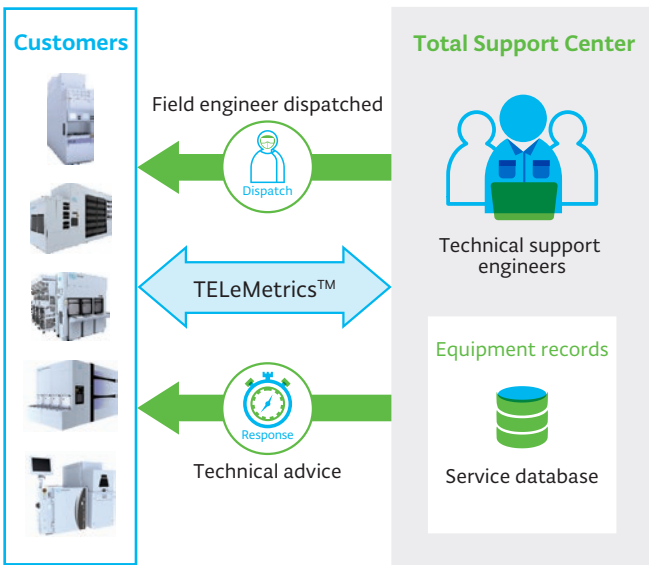 Customers
Total Support Center
Field engineer dispatched
Dispatch
Technical support
engineers
TELeMetrics™
Equipment records
Response
Technical advice
Service database